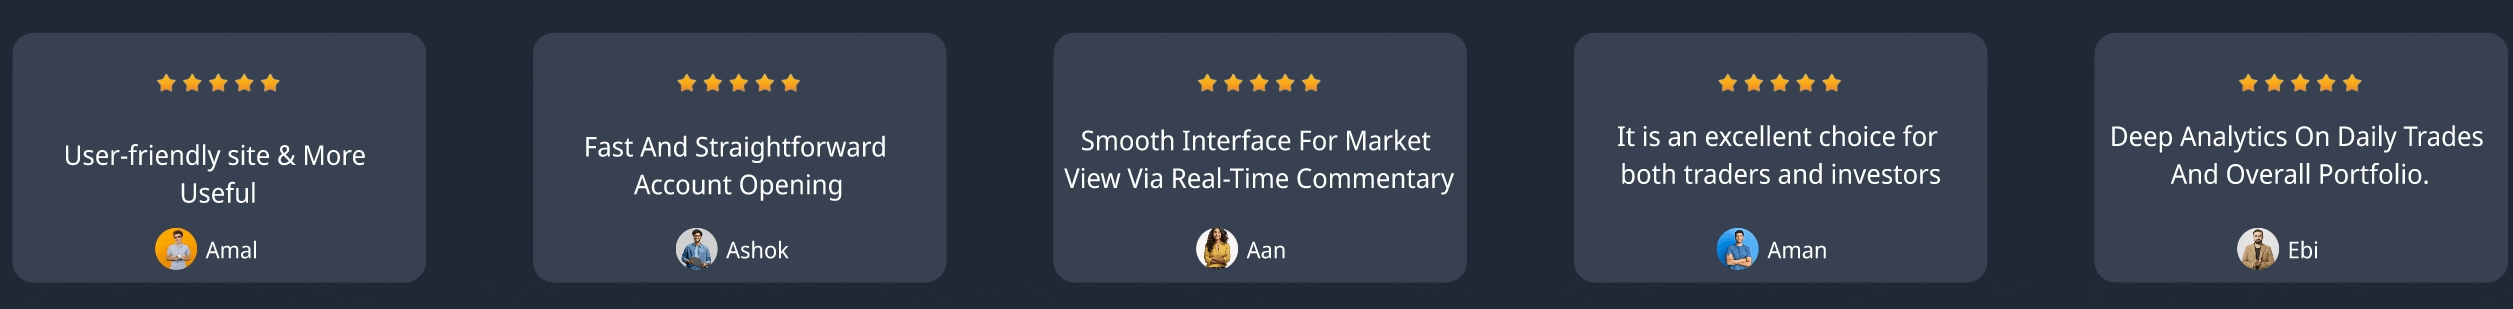 User-friendly site & More
Useful
Amal
Fast And Straightforward
Account Opening
Ashok
Smooth Interface For Market
View Via Real-Time Commentary
Aan
It is an excellent choice for
both traders and investors
Aman
Deep Analytics On Daily Trades
And Overall Portfolio.
Ebi